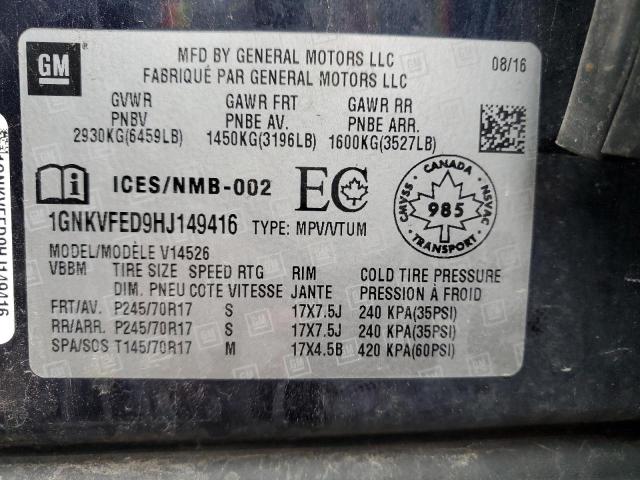 GM
MFD BY GENERAL MOTORS LLC
FABRIQUÉ PAR GENERAL MOTORS LLC
08/16
GVWR GAWR FRT GAWR RR
PNBV PNBE AV. PNBE ARR.
2930KG(6459LB) 1450KG(3196LB) 1600KG(3527LB)
ICES/NMB-002 EC
CANADA
CMVSS 985 NSVAC
TRANSPORT
1GNKVFED9HJ149416 TYPE: MPV/VTUM
MODEL/MODÈLE V14526
VBBM TIRE SIZE SPEED RTG RIM COLD TIRE PRESSURE
DIM. PNEU COTE VITESSE JANTE PRESSION À FROID
FRT/AV. P245/70R17 S 17X7.5J 240 KPA(35PSI)
RR/ARR. P245/70R17 S 17X7.5J 240 KPA(35PSI)
SPA/SOS T145/70R17 M 17X4.5B 420 KPA(60PSI)
1GNKVFED9HJ149416